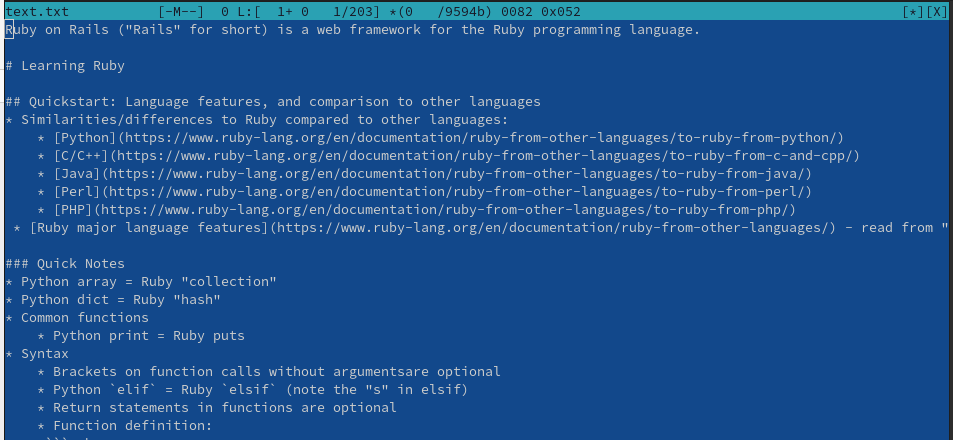 text.txt [-M--] 0 L:[ 1+ 0 1/203] *(0 /9594b) 0082 0x052 [*][X]
Ruby on Rails ("Rails" for short) is a web framework for the Ruby programming language.
# Learning Ruby
## Quickstart: Language features, and comparison to other languages
* Similarities/differences to Ruby compared to other languages:
* [Python](https://www.ruby-lang.org/en/documentation/ruby-from-other-languages/to-ruby-from-python/)
* [C/C++](https://www.ruby-lang.org/en/documentation/ruby-from-other-languages/to-ruby-from-c-and-cpp/)
* [Java](https://www.ruby-lang.org/en/documentation/ruby-from-other-languages/to-ruby-from-java/)
* [Perl](https://www.ruby-lang.org/en/documentation/ruby-from-other-languages/to-ruby-from-perl/)
* [PHP](https://www.ruby-lang.org/en/documentation/ruby-from-other-languages/to-ruby-from-php/)
* [Ruby major language features](https://www.ruby-lang.org/en/documentation/ruby-from-other-languages/) - read from "
### Quick Notes
* Python array = Ruby "collection"
* Python dict = Ruby "hash"
* Common functions
* Python print = Ruby puts
* Syntax
* Brackets on function calls without argumentsare optional
* Python `elif` = Ruby `elsif` (note the "s" in elsif)
* Return statements in functions are optional
* Function definition: